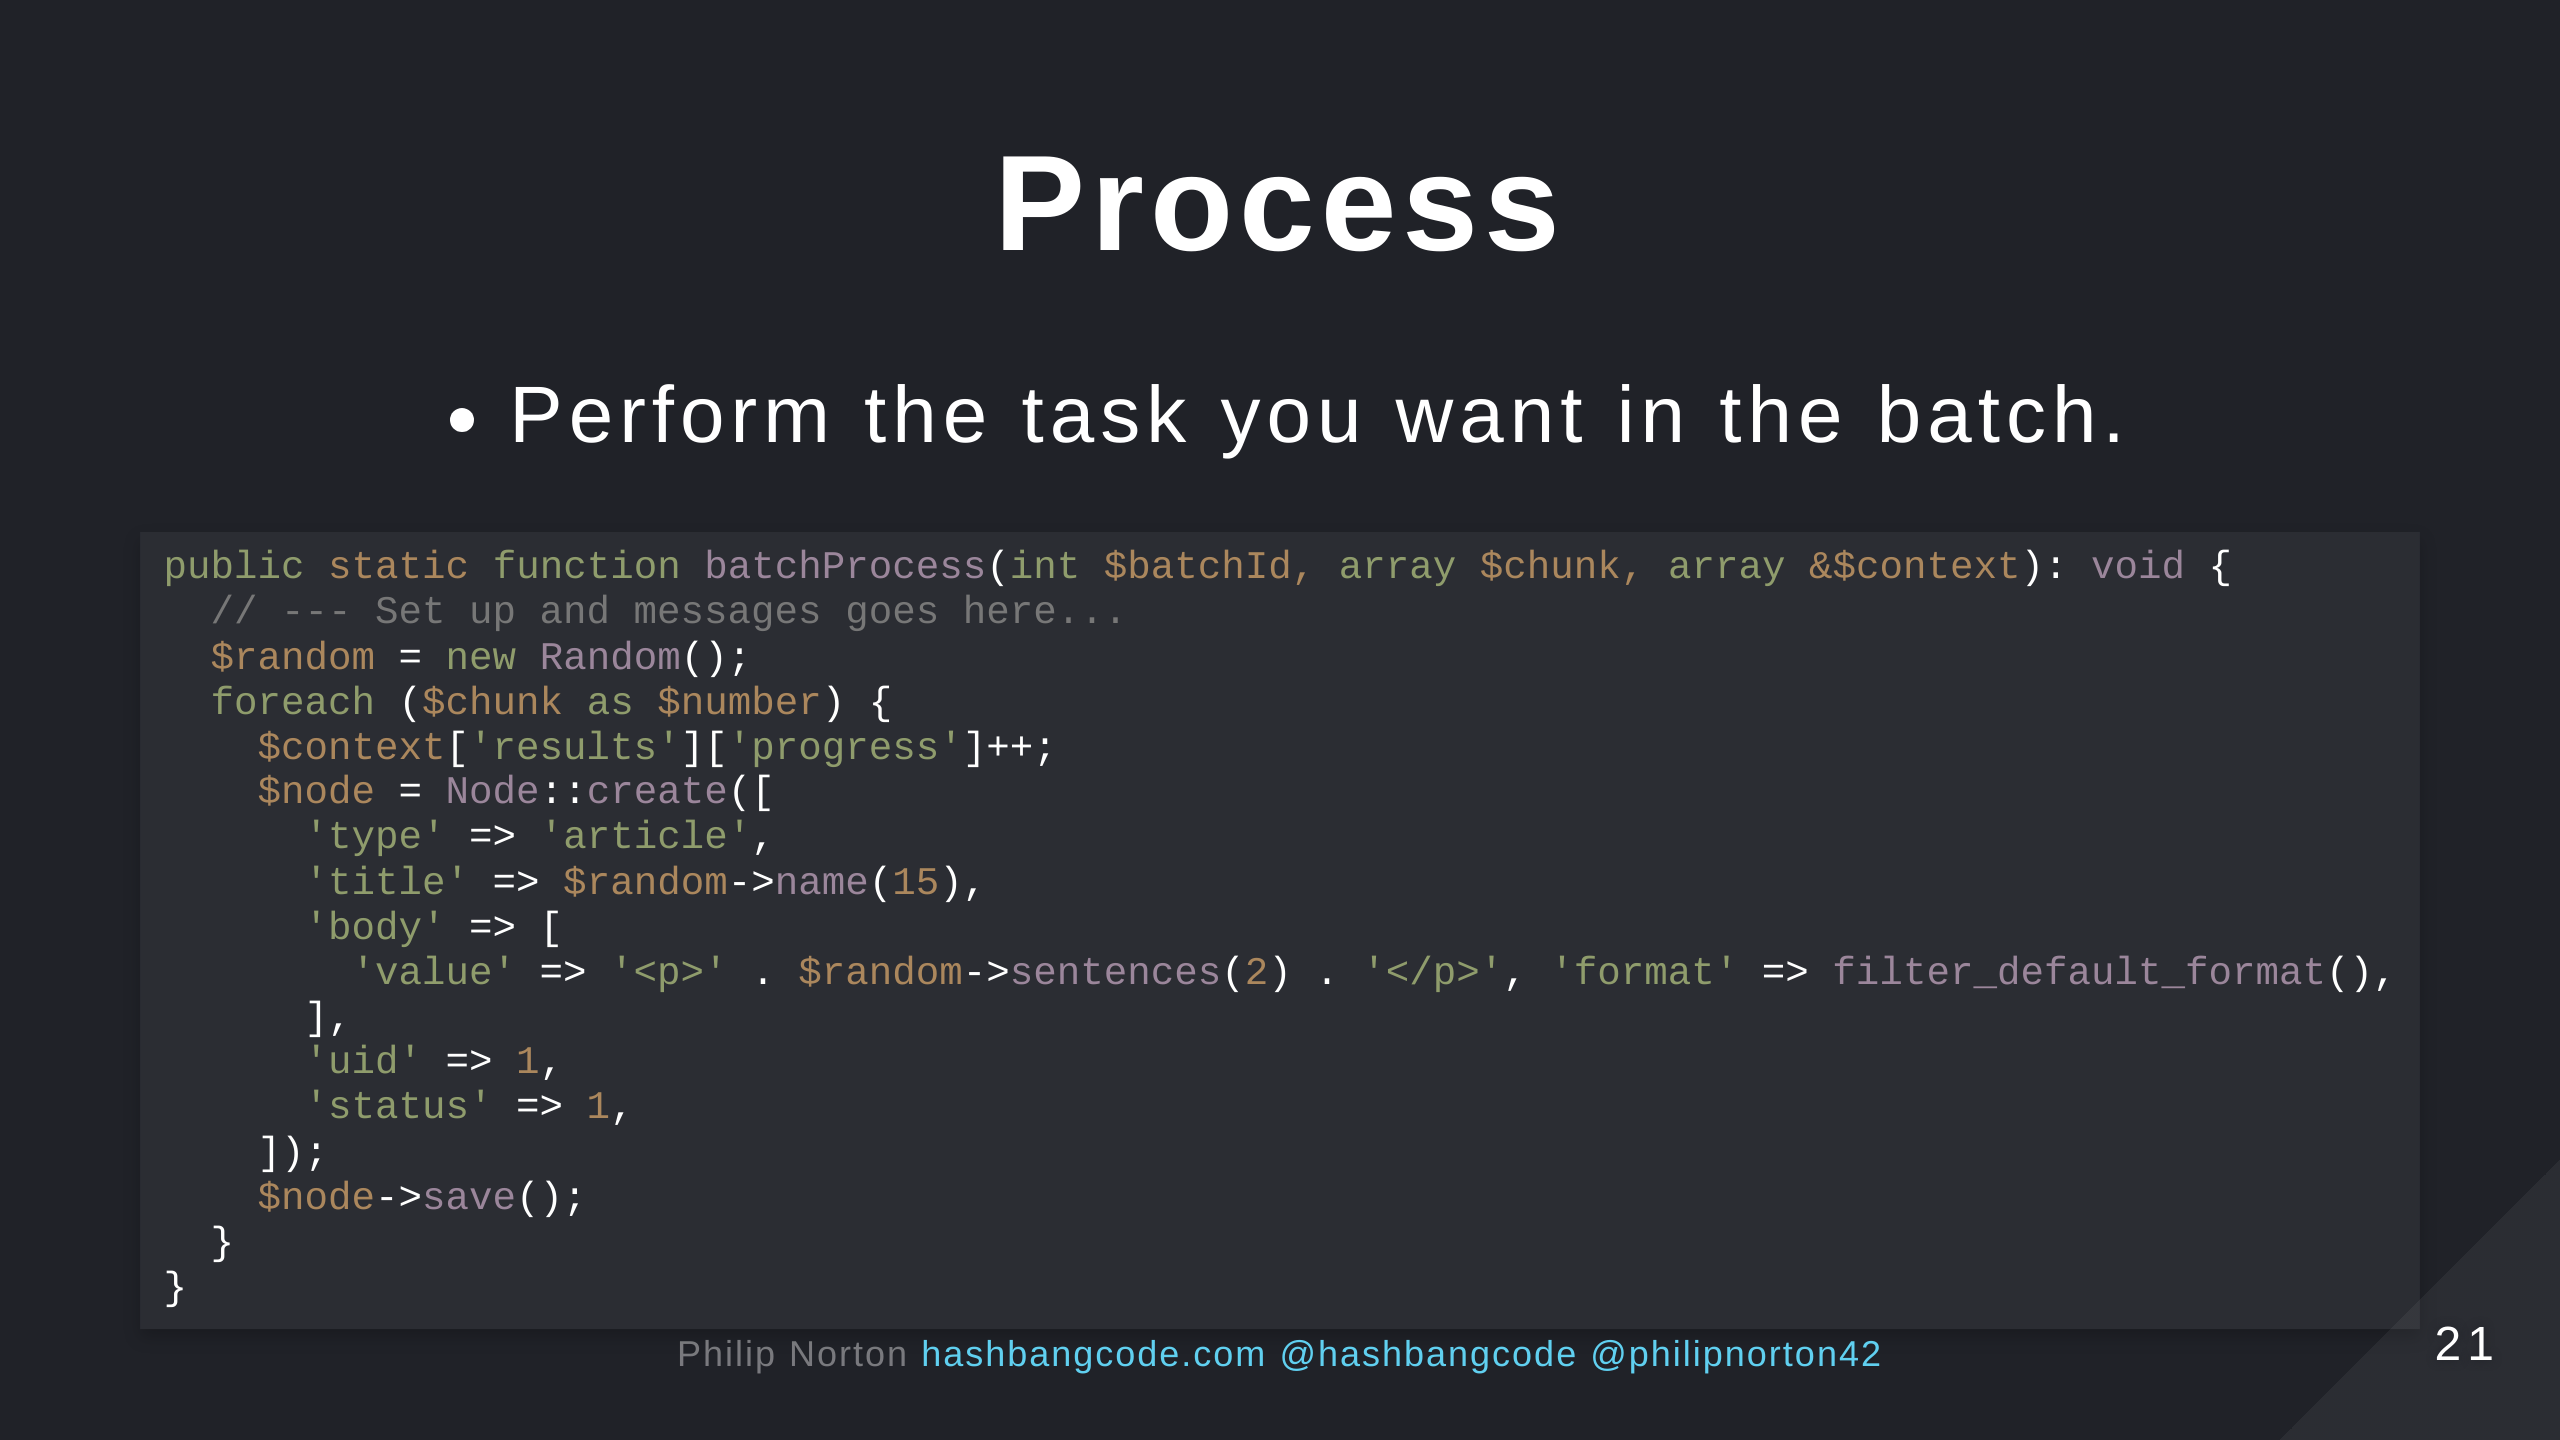 Process
• Perform the task you want in the batch.
public static function batchProcess(int $batchId, array $chunk, array &$context): void {
  // --- Set up and messages goes here...
  $random = new Random();
  foreach ($chunk as $number) {
    $context['results']['progress']++;
    $node = Node::create([
      'type' => 'article',
      'title' => $random->name(15),
      'body' => [
        'value' => '<p>' . $random->sentences(2) . '</p>', 'format' => filter_default_format(),
      ],
      'uid' => 1,
      'status' => 1,
    ]);
    $node->save();
  }
}
Philip Norton hashbangcode.com @hashbangcode @philipnorton42
21